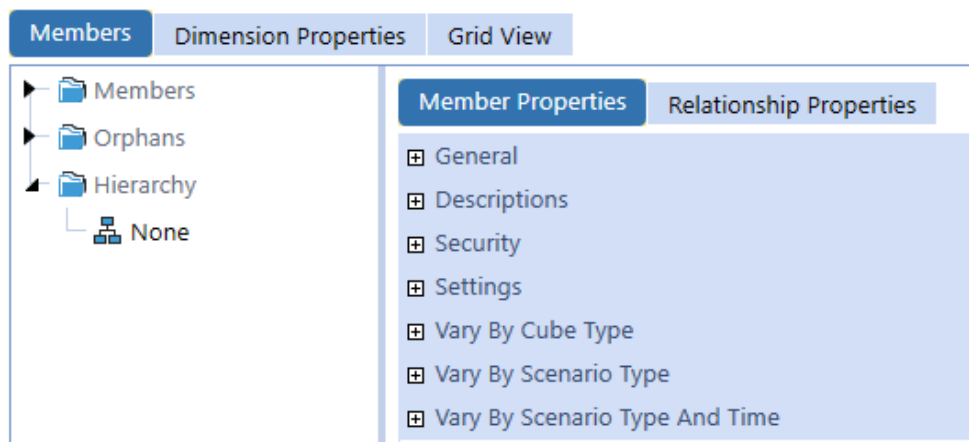 Members Dimension Properties Grid View
Members
Orphans
Hierarchy
None
Member Properties Relationship Properties
General
Descriptions
Security
Settings
Vary By Cube Type
Vary By Scenario Type
Vary By Scenario Type And Time